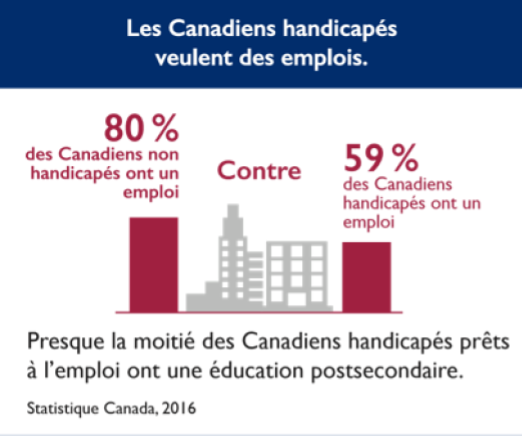 Les Canadiens handicapés
veulent des emplois.
80 %
des Canadiens non
handicapés ont un
emploi
Contre
59 %
des Canadiens
handicapés ont un
emploi
Presque la moitié des Canadiens handicapés prêts
à l'emploi ont une éducation postsecondaire.
Statistique Canada, 2016